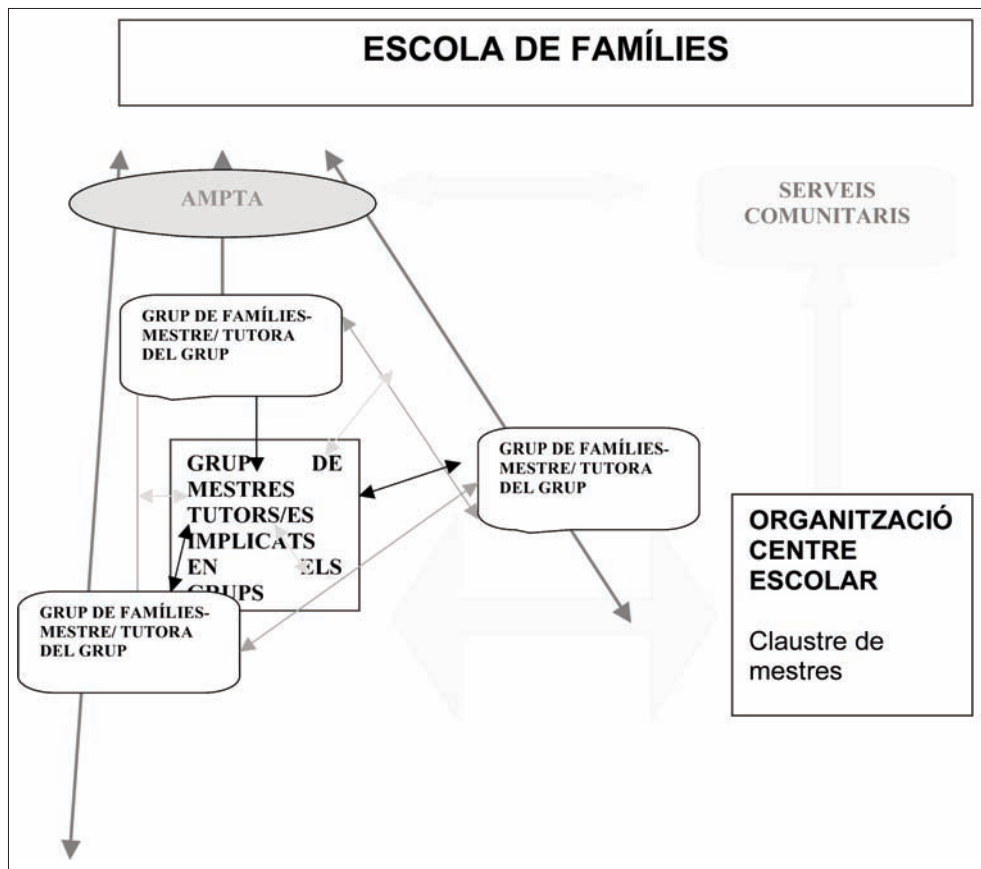 ESCOLA DE FAMÍLIES
AMPTA
SERVEIS
COMUNITARIS
GRUP DE FAMÍLIES-
MESTRE/ TUTORA
DEL GRUP
GRUP DE FAMÍLIES-
MESTRE/ TUTORA
DEL GRUP
GRUP DE
MESTRES
TUTORS/ES
IMPLICATS
EN ELS
GRUPS
ORGANITZACIÓ
CENTRE
ESCOLAR
Claustre de
mestres
GRUP DE FAMÍLIES-
MESTRE/ TUTORA
DEL GRUP